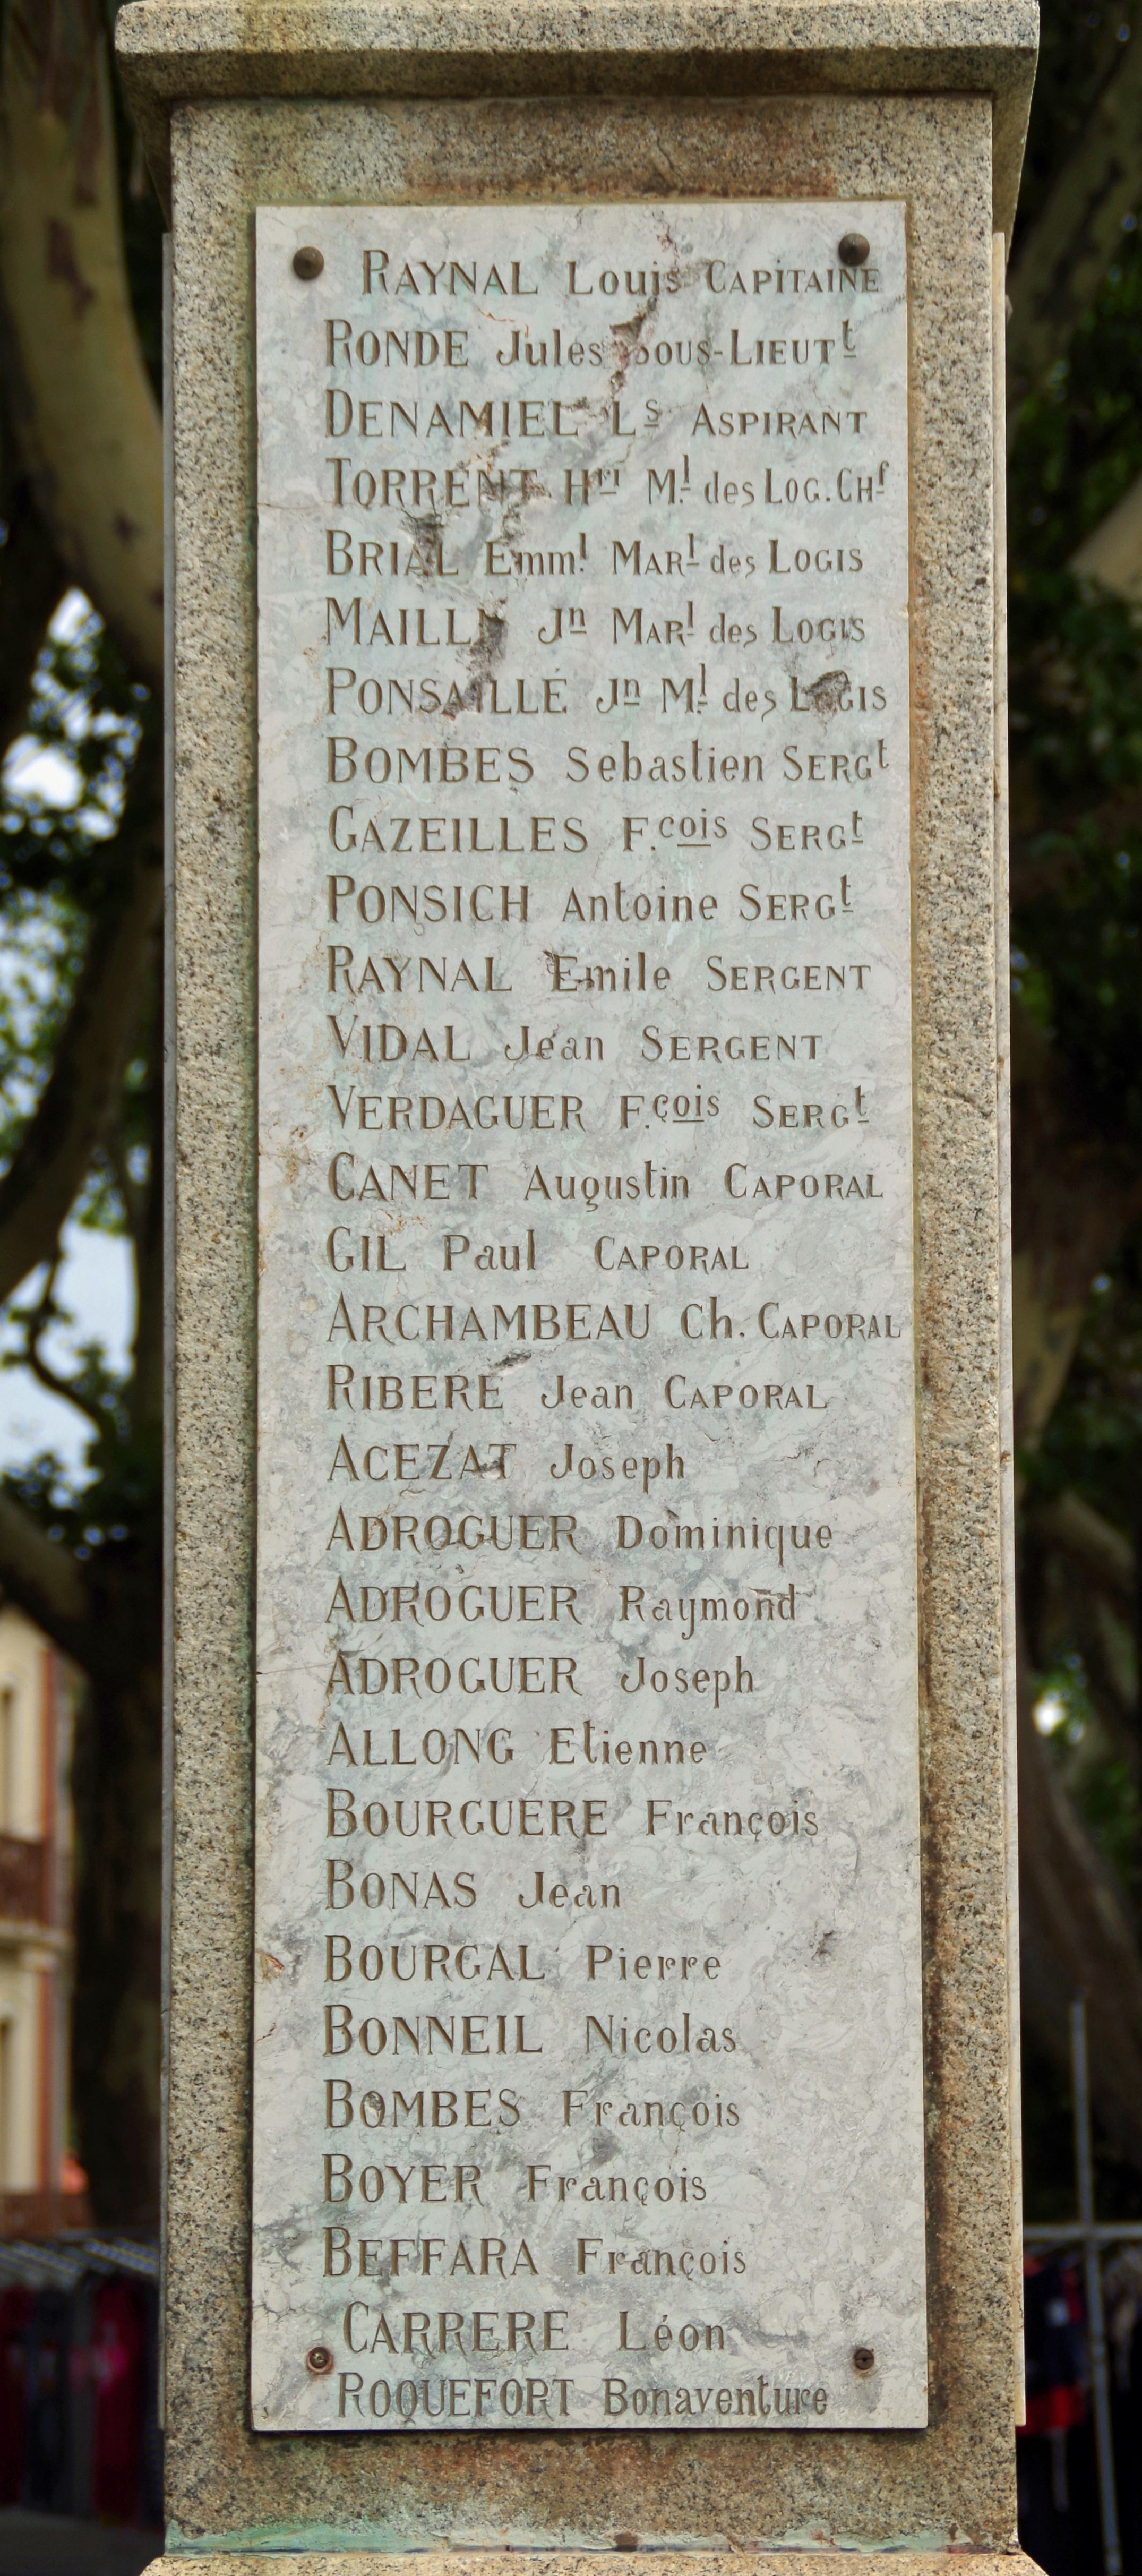 RAYNAL Louis CAPITAINE
RONDE Jules SOUS-LIEUTt
DENAMIEL Ls ASPIRANT
TORRENT Hri Ml des LOG.CHf
BRIAL Emml MARl des LOGIS
Jn MARl des LOGIS
PONSAILLÉ Jn Ml des LOGIS
BOMBES Sebastien SERGt
GAZEILLES F.cois SERGt
PONSICH Antoine SERGt
RAYNAL Emile SERGENT
VIDAL Jean SERGENT
VERDAGUER F.çois SERGt
CANET Augustin CAPORAL
GIL Paul CAPORAL
ARCHAMBEAU Ch. CAPORAL
RIBERE Jean CAPORAL
ACEZAT Joseph
ADROGUER Dominique
ADROGUER Raymond
ADROGUER Joseph
ALLONG Etienne
BOURGUERE François
BONAS Jean
BOURGAL Pierre
BONNEIL Nicolas
BOMBES François
BOYER François
BEFFARA François
CARRERE Léon
ROQUEFORT Bonaventure